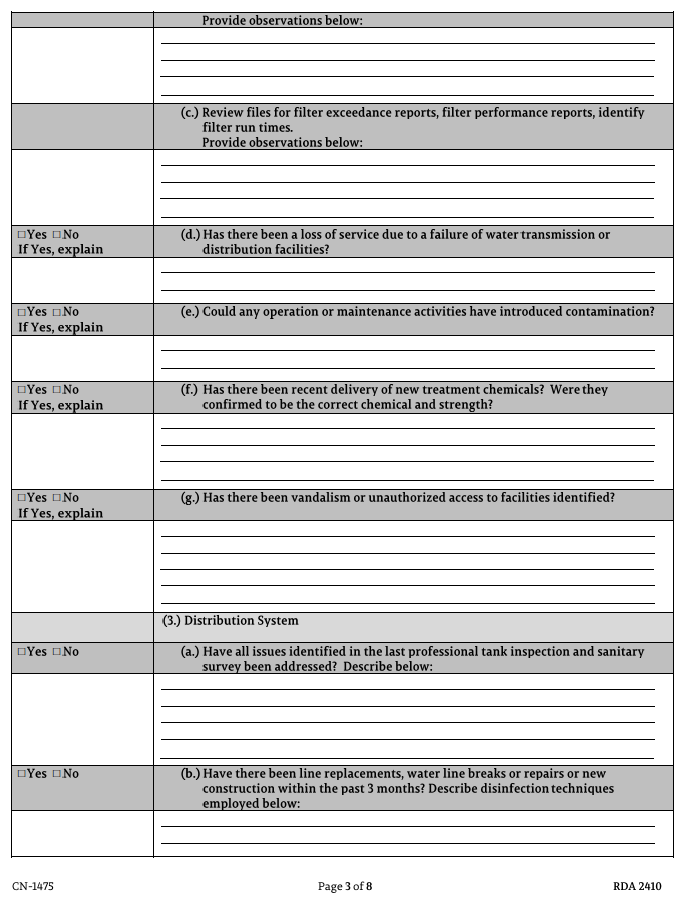 Provide observations below:
(c.) Review files for filter exceedance reports, filter performance reports, identify
filter run times.
Provide observations below:
☐Yes ☐No (d.) Has there been a loss of service due to a failure of water transmission or
If Yes, explain distribution facilities?
☐Yes ☐No (e.) Could any operation or maintenance activities have introduced contamination?
If Yes, explain
☐Yes ☐No (f.) Has there been recent delivery of new treatment chemicals? Were they
If Yes, explain confirmed to be the correct chemical and strength?
☐Yes ☐No (g.) Has there been vandalism or unauthorized access to facilities identified?
If Yes, explain
(3.) Distribution System
☐Yes ☐No (a.) Have all issues identified in the last professional tank inspection and sanitary
survey been addressed? Describe below:
☐Yes ☐No (b.) Have there been line replacements, water line breaks or repairs or new
construction within the past 3 months? Describe disinfection techniques
employed below:
CN-1475 Page 3 of 8 RDA 2410